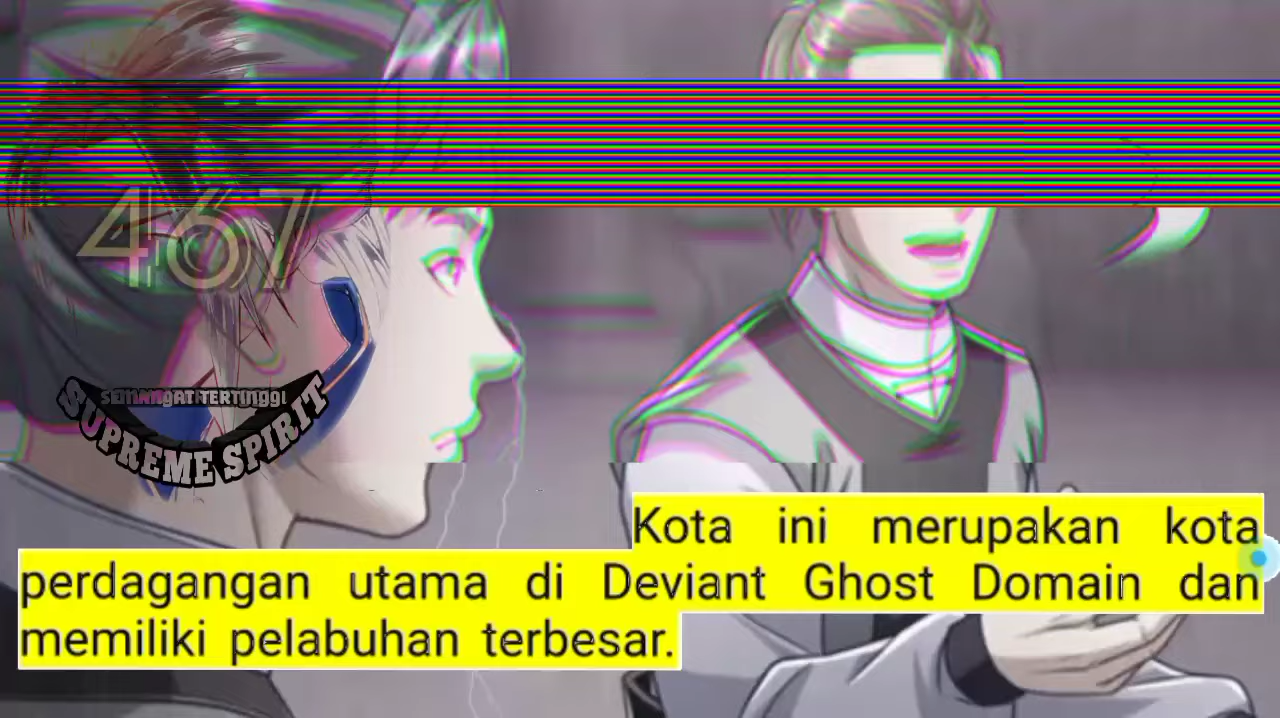 467
SEMANGAT TERTINGGI
SUPREME SPIRIT
Kota ini merupakan kota
perdagangan utama di Deviant Ghost Domain dan
memiliki pelabuhan terbesar.